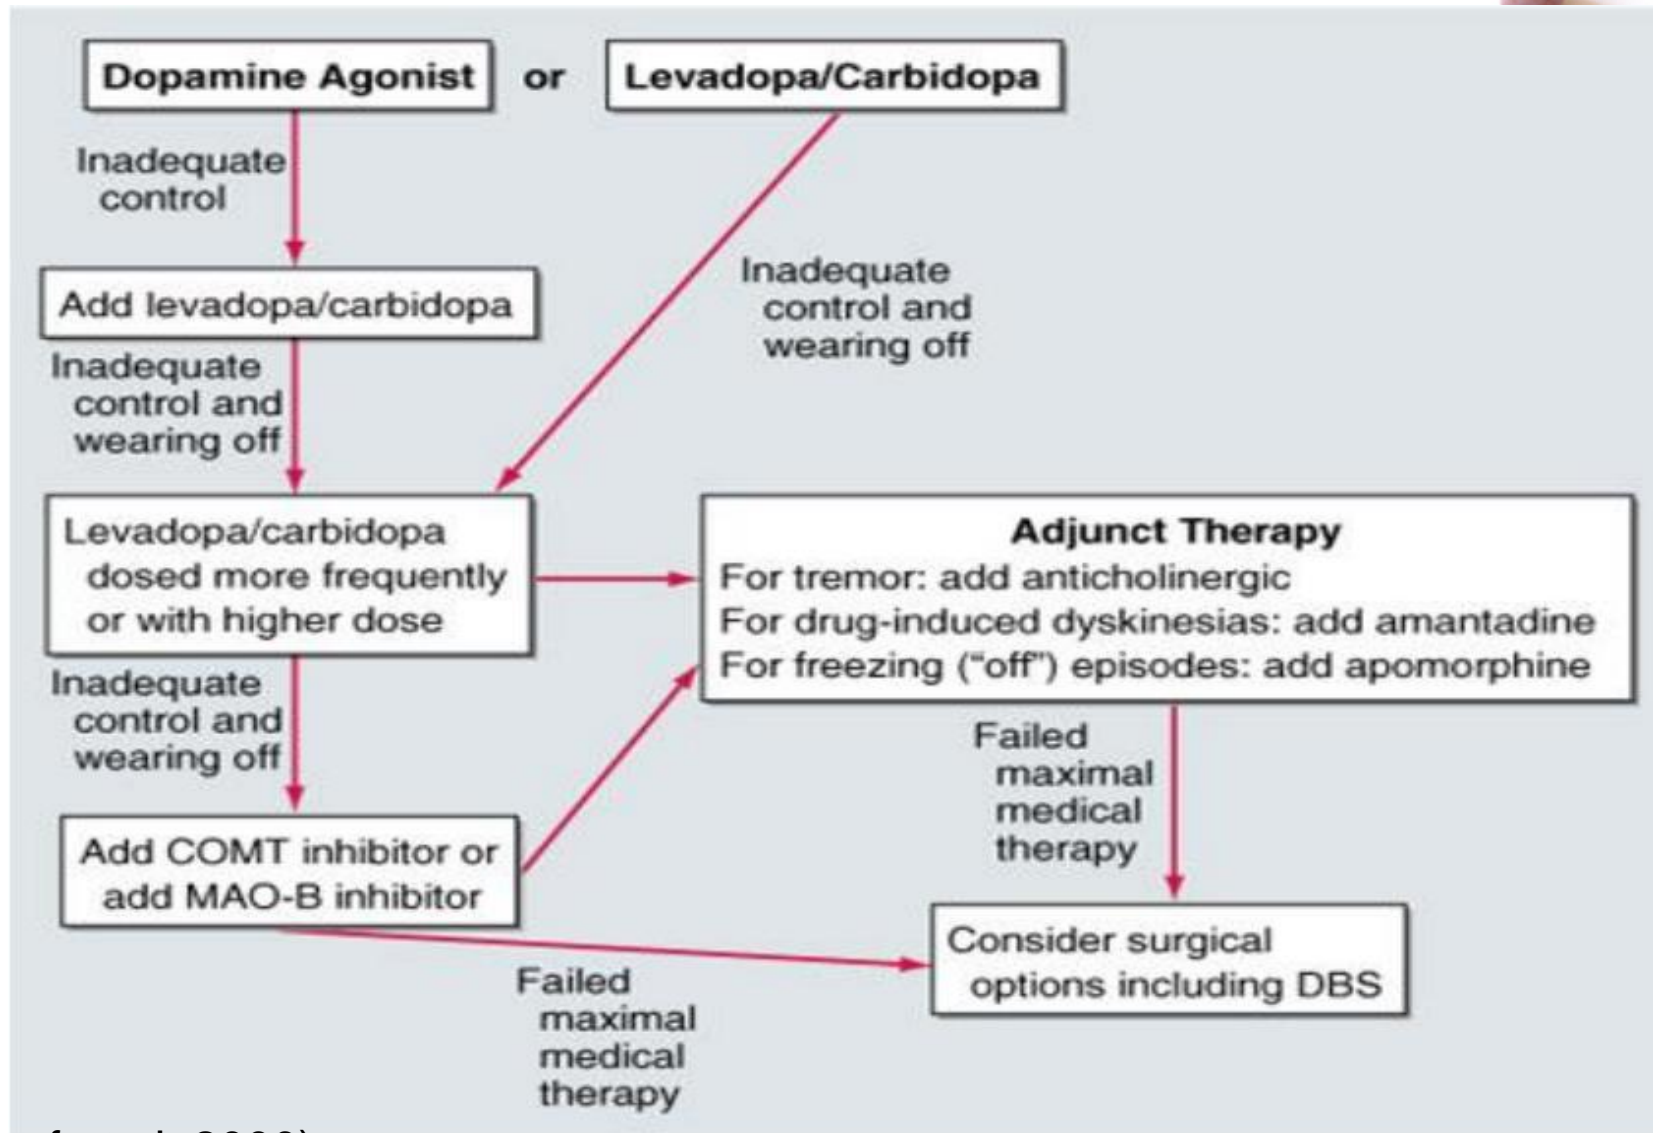 Dopamine Agonist or Levadopa/Carbidopa
Inadequate
control
Inadequate
control and
wearing off
Add levadopa/carbidopa
Inadequate
control and
wearing off
Levadopa/carbidopa
dosed more frequently
or with higher dose
Adjunct Therapy
For tremor: add anticholinergic
For drug-induced dyskinesias: add amantadine
For freezing (“off”) episodes: add apomorphine
Inadequate
control and
wearing off
Failed
maximal
medical
therapy
Add COMT inhibitor or
add MAO-B inhibitor
Consider surgical
options including DBS
Failed
maximal
medical
therapy